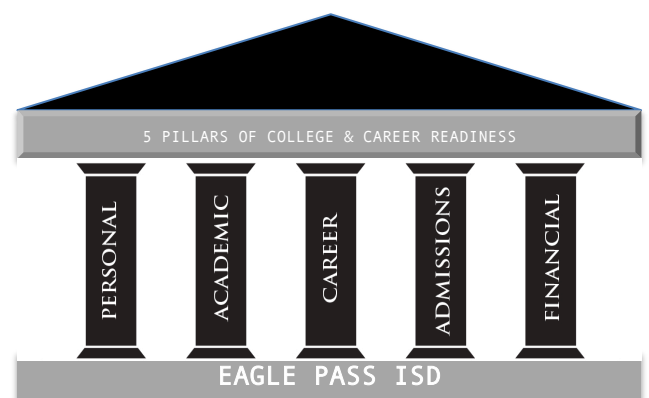 5 PILLARS OF COLLEGE & CAREER READINESS
PERSONAL
ACADEMIC
CAREER
ADMISSIONS
FINANCIAL
EAGLE PASS ISD